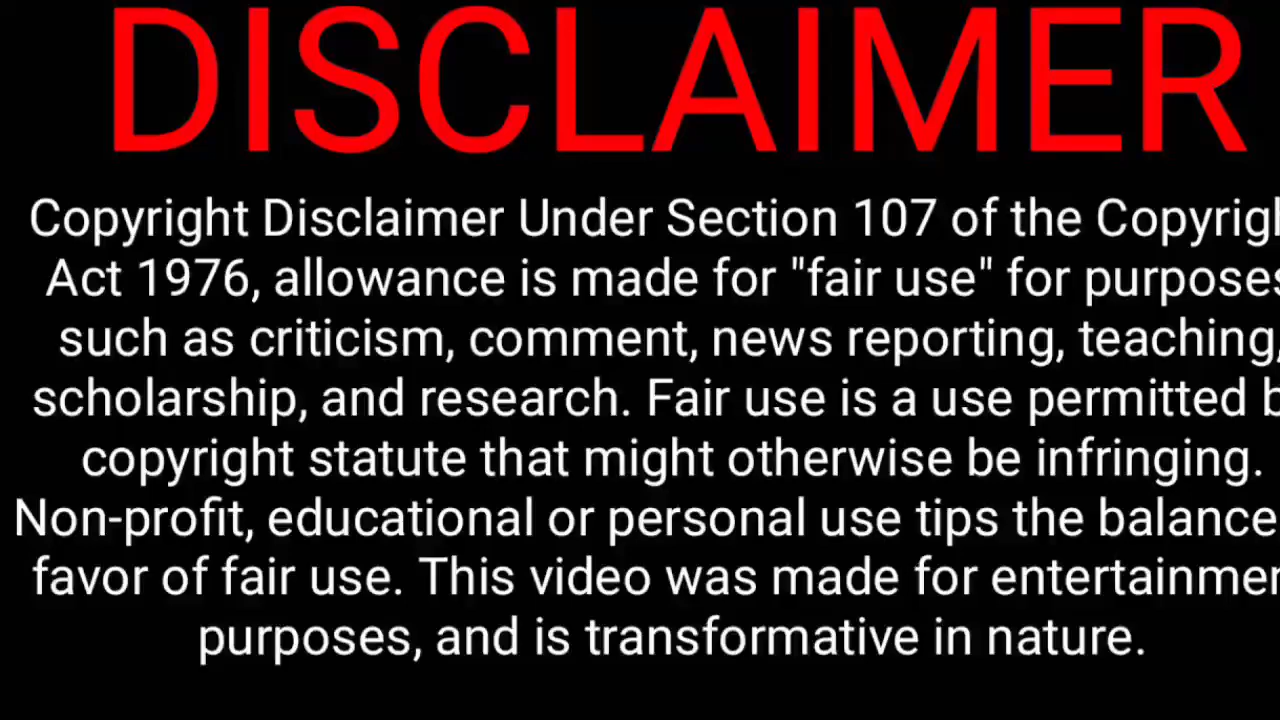 DISCLAIMER
Copyright Disclaimer Under Section 107 of the Copyrigh
Act 1976, allowance is made for "fair use" for purposes
such as criticism, comment, news reporting, teaching,
scholarship, and research. Fair use is a use permitted b
copyright statute that might otherwise be infringing.
Non-profit, educational or personal use tips the balance
favor of fair use. This video was made for entertainmen
purposes, and is transformative in nature.